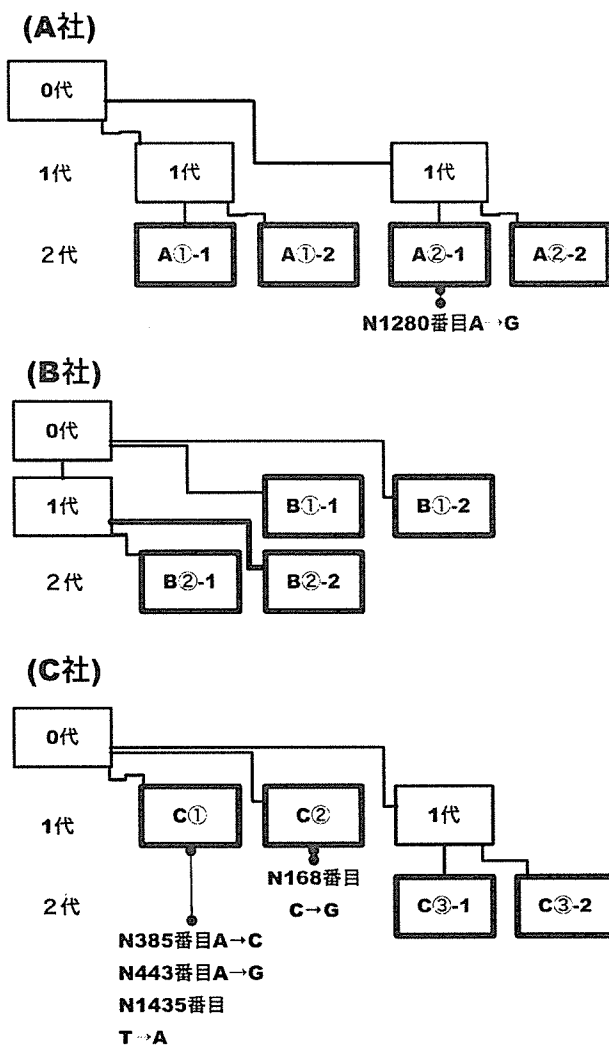 (A社)
0代
1代
1代
1代
2代
A①-1
A①-2
A②-1
A②-2
N1280番目A→G
(B社)
0代
1代
B①-1
B①-2
2代
B②-1
B②-2
(C社)
0代
1代
C①
C②
1代
2代
N168番目
C→G
C③-1
C③-2
N385番目A→C
N443番目A→G
N1435番目
T→A